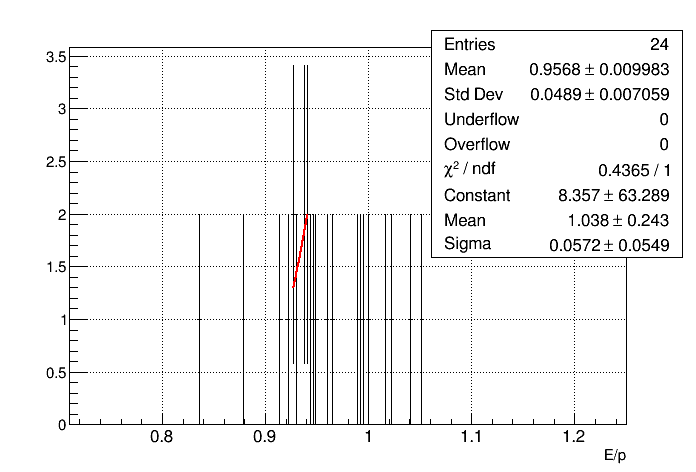 Entries 24
Mean 0.9568 ± 0.009983
Std Dev 0.0489 ± 0.007059
Underflow 0
Overflow 0
χ² / ndf 0.4365 / 1
Constant 8.357 ± 63.289
Mean 1.038 ± 0.243
Sigma 0.0572 ± 0.0549
3.5
3
2.5
2
1.5
1
0.5
0
0.8 0.9 1 1.1 1.2
E/p